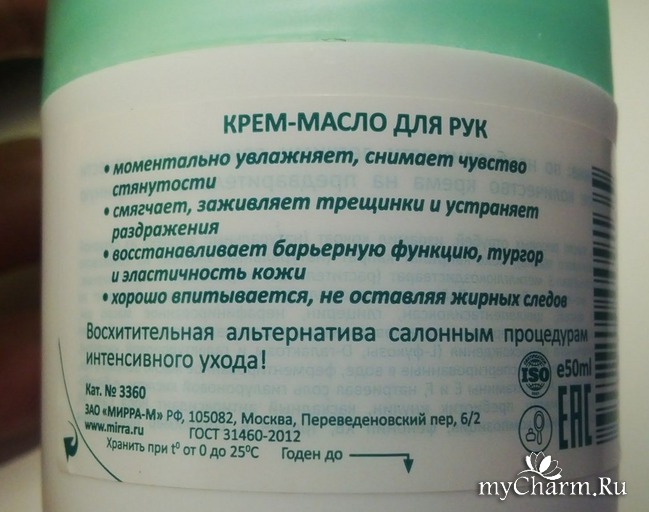 КРЕМ-МАСЛО ДЛЯ РУК
• моментально увлажняет, снимает чувство
стянутости
• смягчает, заживляет трещинки и устраняет
раздражения
• восстанавливает барьерную функцию, тургор
и эластичность кожи
• хорошо впитывается, не оставляя жирных следов
Восхитительная альтернатива салонным процедурам
интенсивного ухода!
Кат. № 3360
ЗАО «МИРРА-М» РФ, 105082, Москва, Переведеновский пер, 6/2
www.mirra.ru ГОСТ 31460-2012
Хранить при t° от 0 до 25°C Годен до
ISO
e50ml
EAC
myCharm.Ru